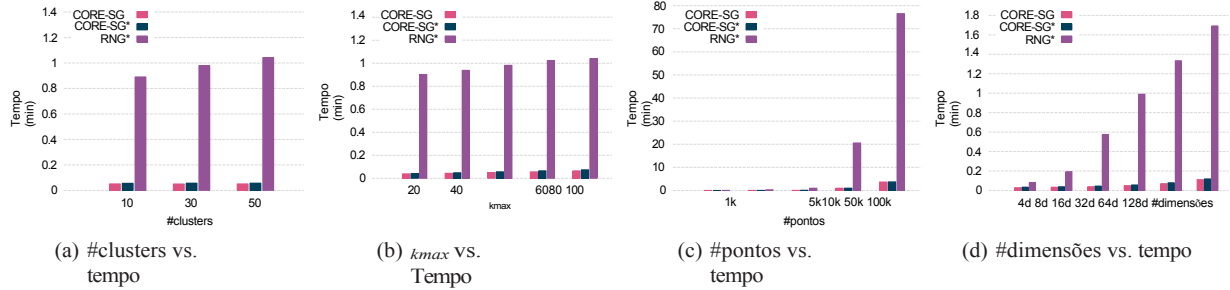 1.4
1.2
1
0.8
0.6
0.4
0.2
0
Tempo
(min)
CORE-SG
CORE-SG*
RNG*
10 30 50
#clusters
(a) #clusters vs.
tempo
1.4
1.2
1
0.8
0.6
0.4
0.2
0
Tempo
(min)
CORE-SG
CORE-SG*
RNG*
20 40 6080 100
kmax
(b) kmax vs.
Tempo
80
70
60
50
40
30
20
10
0
Tempo
(min)
CORE-SG
CORE-SG*
RNG*
1k 5k10k 50k 100k
#pontos
(c) #pontos vs.
tempo
1.8
1.6
1.4
1.2
1
0.8
0.6
0.4
0.2
0
Tempo
(min)
CORE-SG
CORE-SG*
RNG*
4d 8d 16d 32d 64d 128d #dimensões
(d) #dimensões vs. tempo